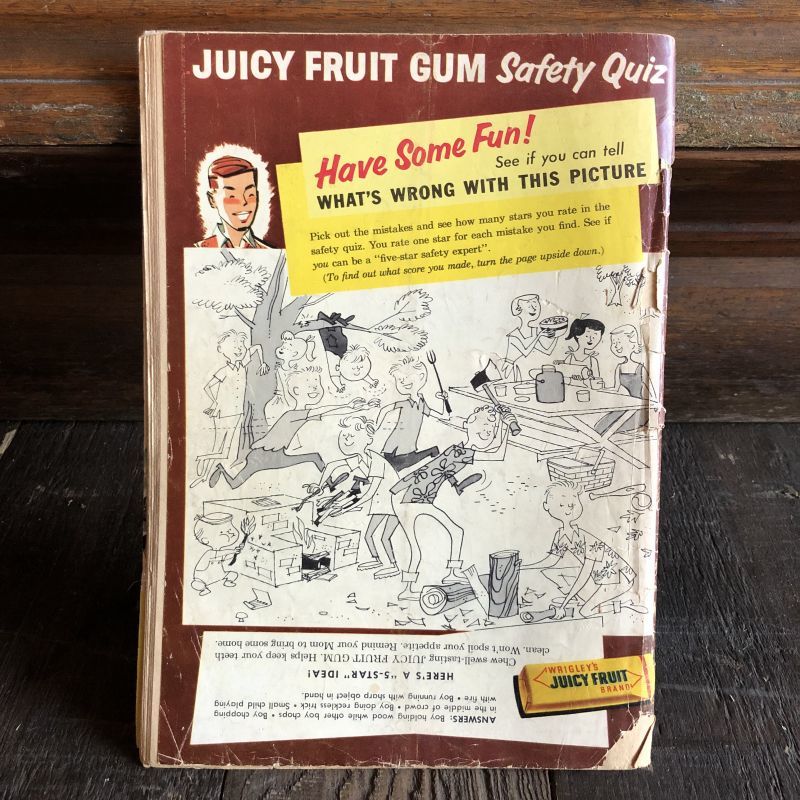 JUICY FRUIT GUM Safety Quiz
Have Some Fun!
See if you can tell
WHAT'S WRONG WITH THIS PICTURE
Pick out the mistakes and see how many stars you rate in the
safety quiz. You rate one star for each mistake you find. See if
you can be a "five-star safety expert".
(To find out what score you made, turn the page upside down.)
ANSWERS: Boy holding wood while other boy chops • Boy chopping
in the middle of crowd • Boy doing reckless trick • Small child playing
with fire • Boy running with sharp object in hand.
HERE'S A "5-STAR" IDEA!
Chew swell-tasting JUICY FRUIT GUM. Helps keep your teeth
clean. Won't spoil your appetite. Remind your Mom to bring some home.
WRIGLEY'S
JUICY FRUIT
BRAND